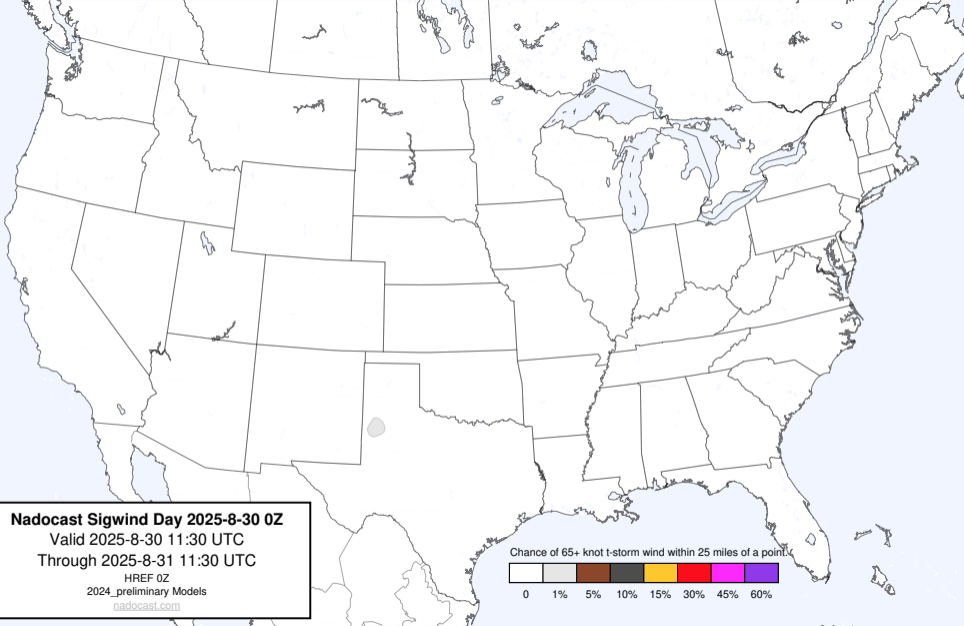 Nadocast Sigwind Day 2025-8-30 0Z
Valid 2025-8-30 11:30 UTC
Through 2025-8-31 11:30 UTC
HREF 0Z
2024_preliminary Models
nadocast.com
Chance of 65+ knot t-storm wind within 25 miles of a point.
0 1% 5% 10% 15% 30% 45% 60%